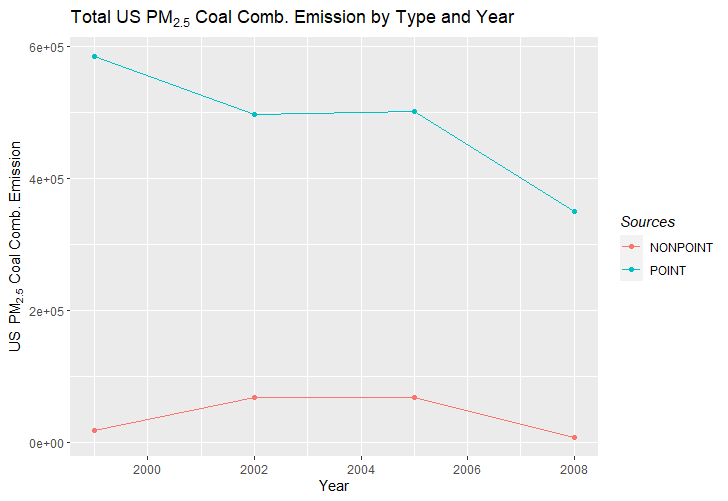 Total US PM2.5 Coal Comb. Emission by Type and Year
6e+05
4e+05
2e+05
0e+00
US PM2.5 Coal Comb. Emission
2000 2002 2004 2006 2008
Year
Sources
NONPOINT
POINT